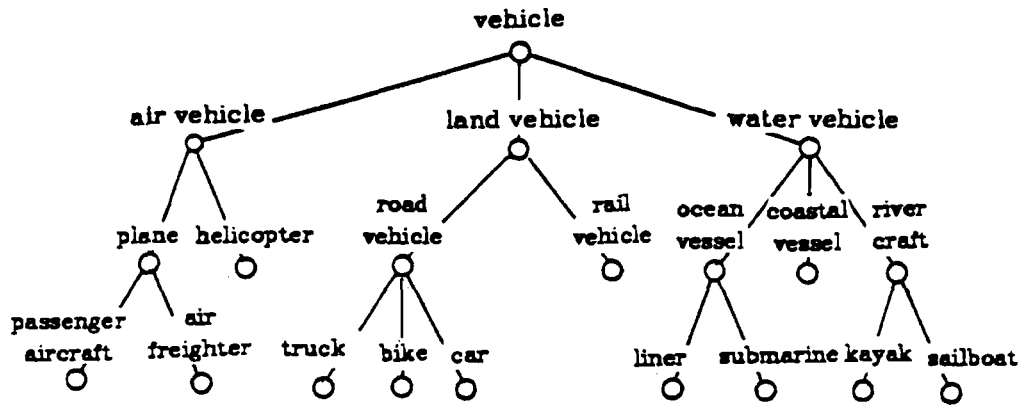 vehicle
air vehicle
land vehicle
water vehicle
road
vehicle
rail
vehicle
ocean
vessel
coastal
vessel
river
craft
plane
helicopter
passenger
aircraft
air
freighter
truck
bike
car
liner
submarine
kayak
sailboat